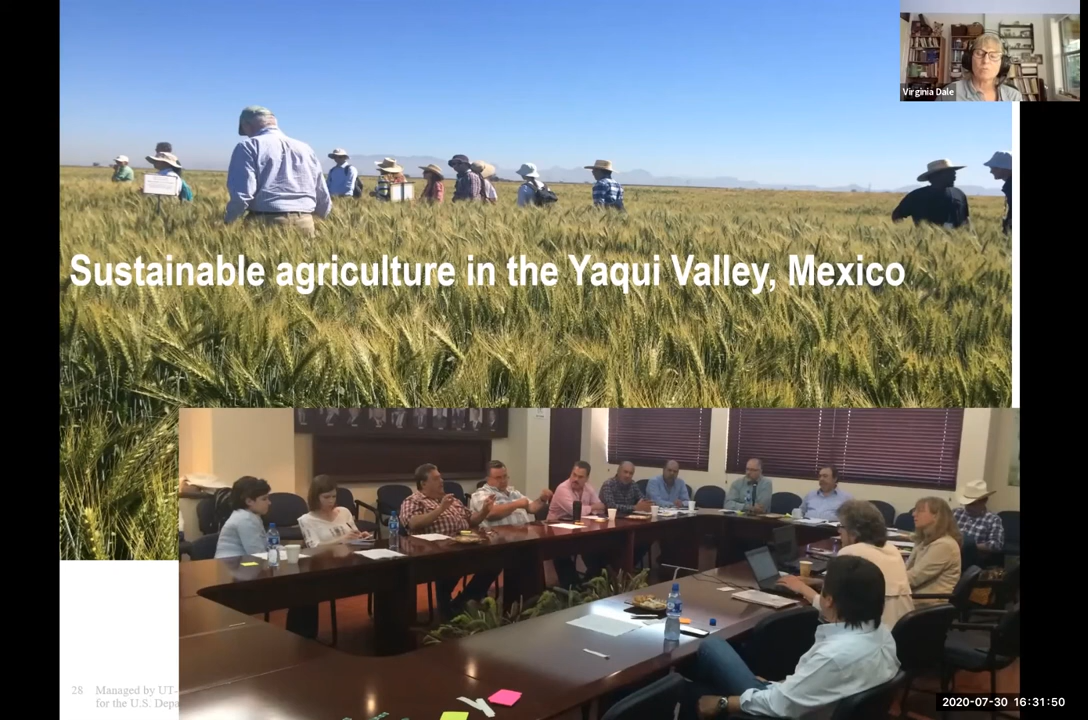 Virginia Dale
Sustainable agriculture in the Yaqui Valley, Mexico
28 Managed by UT-
for the U.S. Depa
2020-07-30 16:31:50